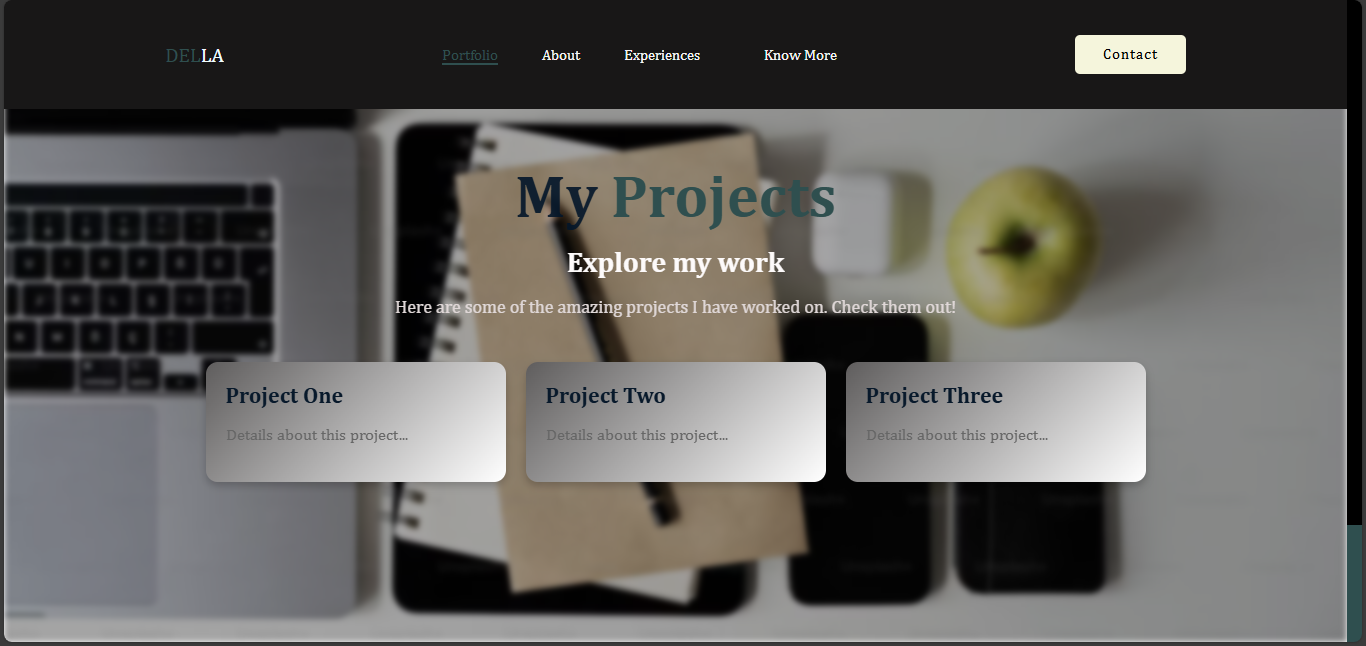 DELLA
Portfolio
About
Experiences
Know More
Contact
My Projects
Explore my work
Here are some of the amazing projects I have worked on. Check them out!
Project One
Details about this project...
Project Two
Details about this project...
Project Three
Details about this project...